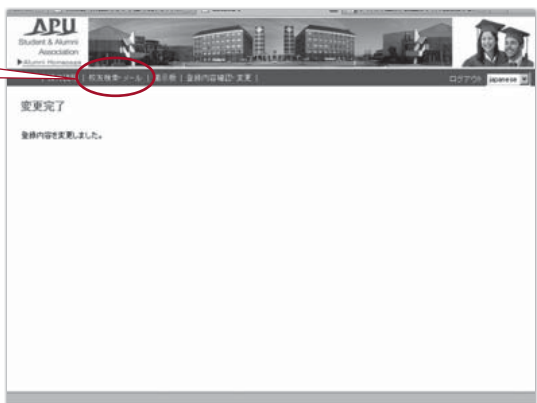 APU
Student & Alumni
Association
▶Alumni Homepage
| 校友検索・メール | 掲示板 | 登録内容確認・変更 |
ログアウト Japanese
変更完了
登録内容を変更しました。